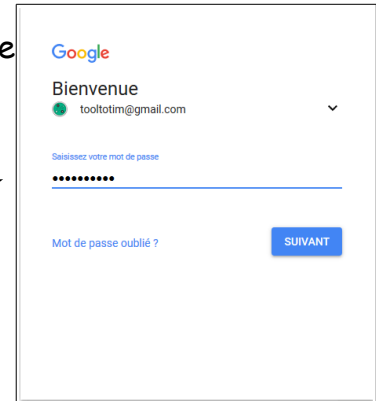 e
Google
Bienvenue
tooltotim@gmail.com
Saisissez votre mot de passe
••••••••••
Mot de passe oublié ?
SUIVANT